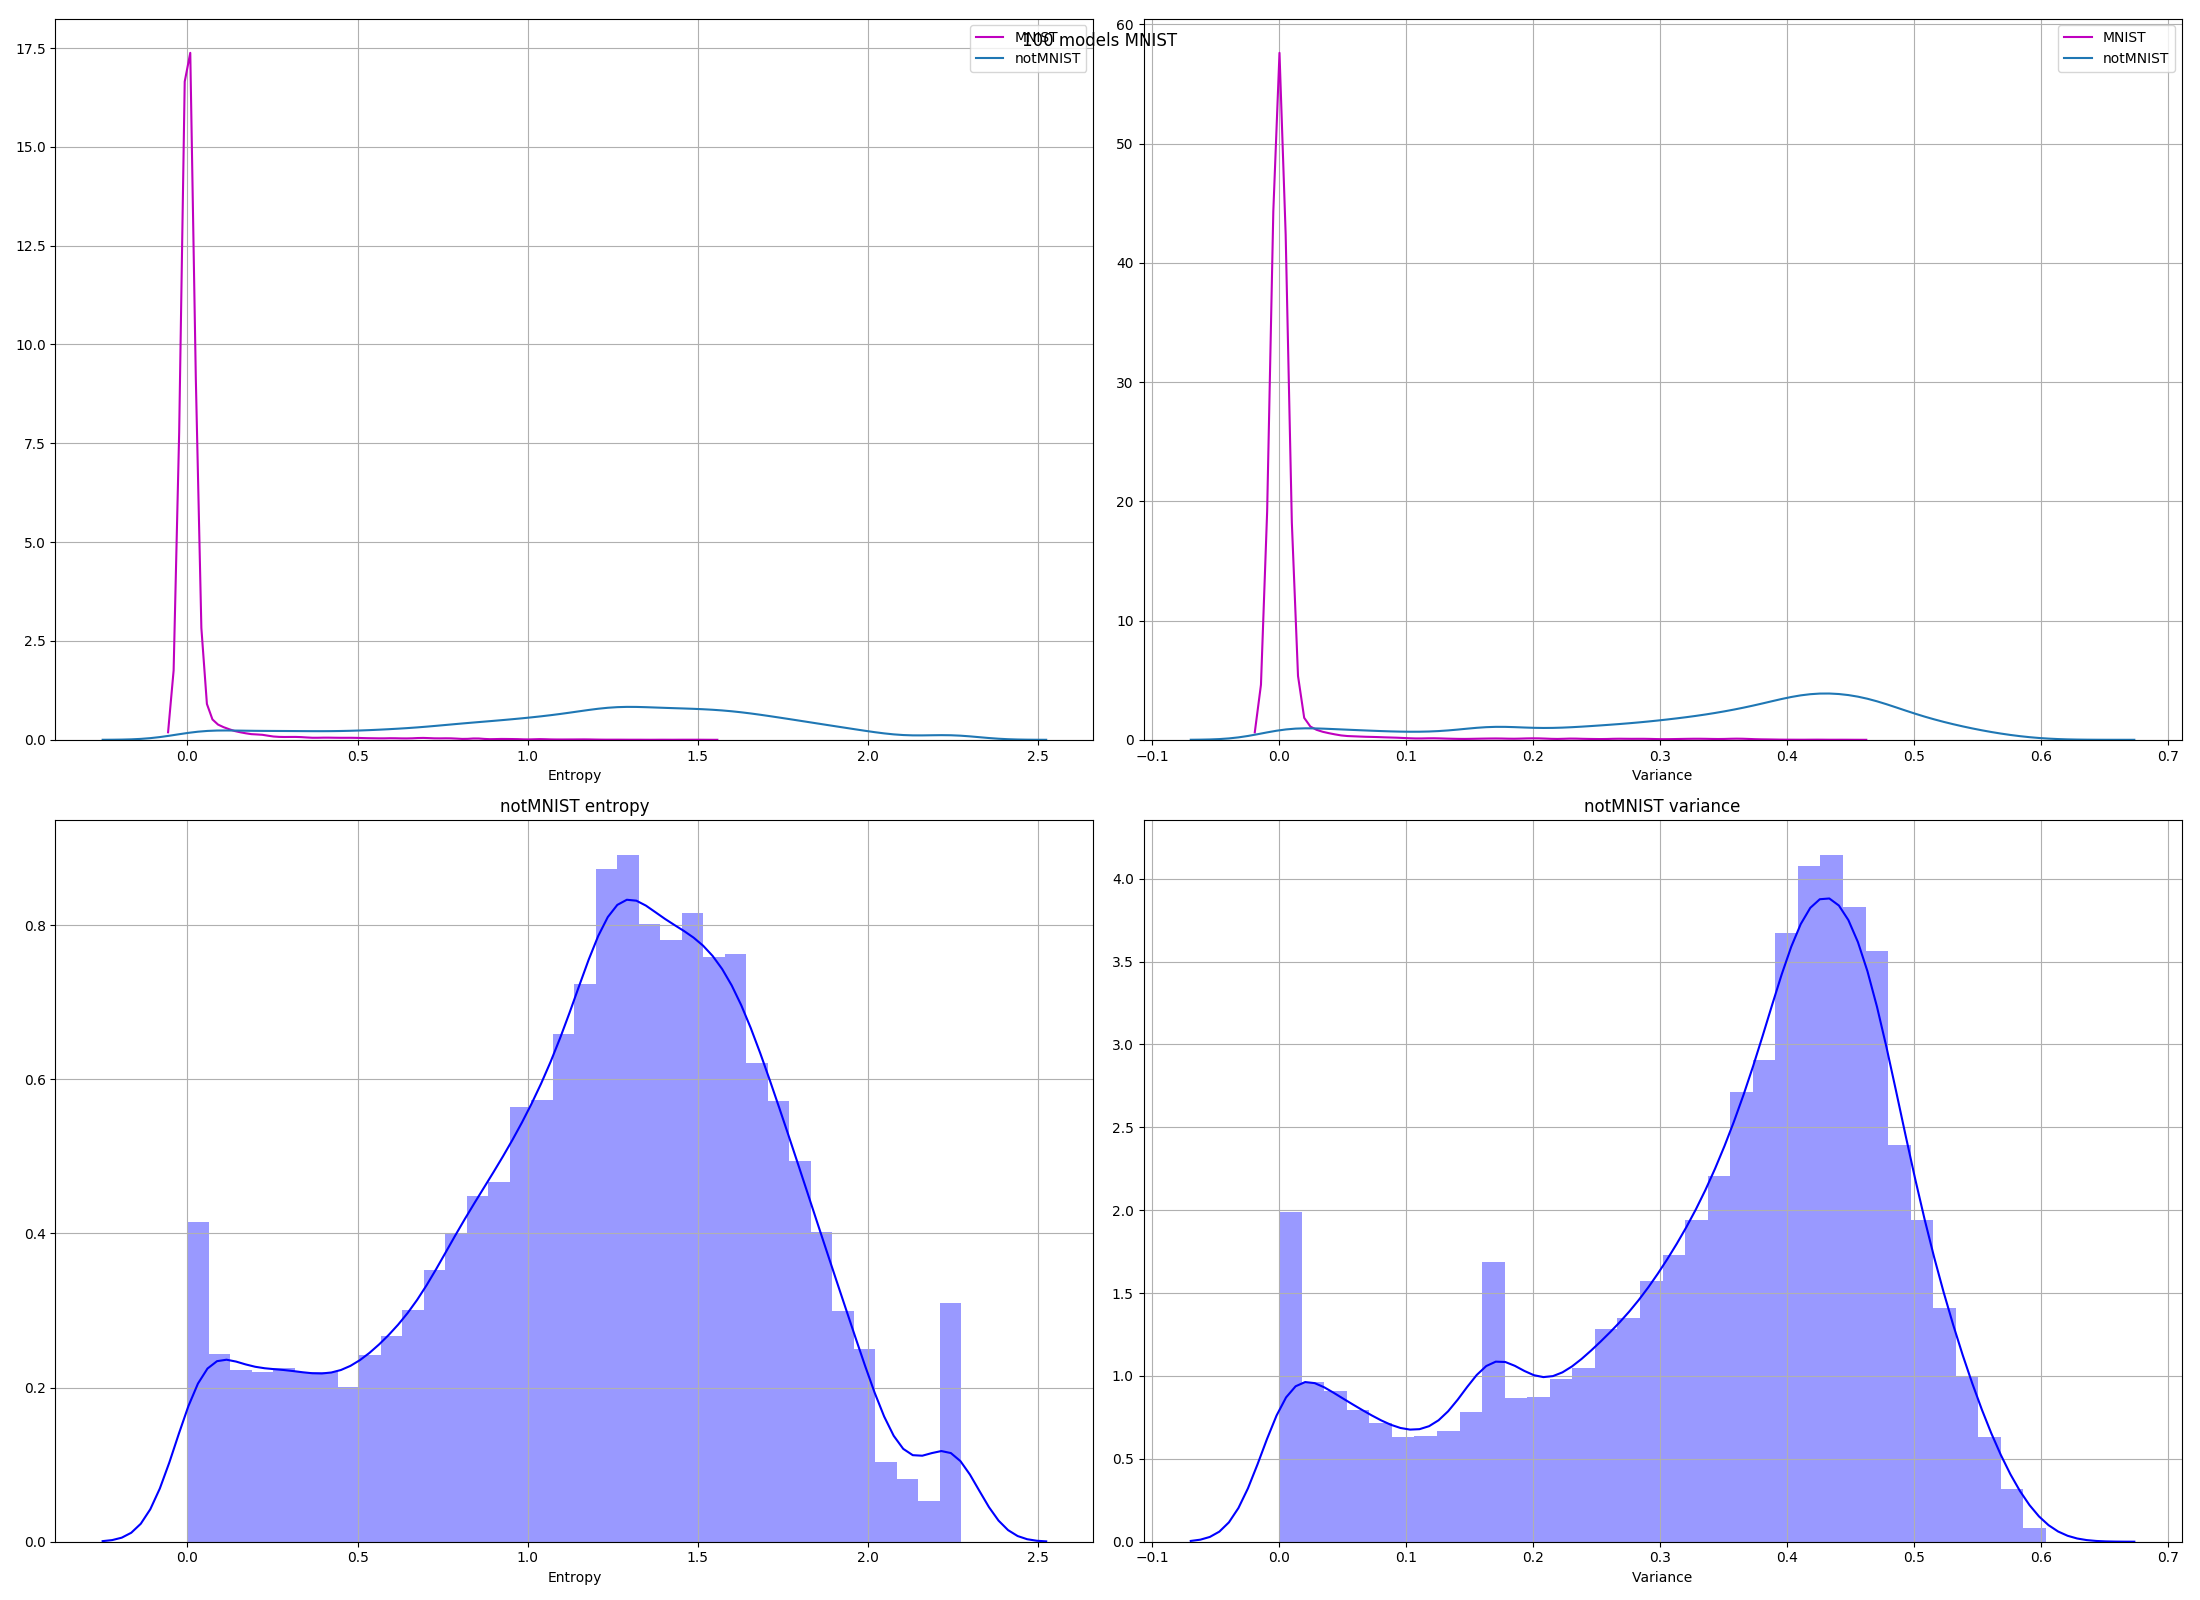 100 models MNIST
MNIST
notMNIST
17.5
15.0
12.5
10.0
7.5
5.0
2.5
0.0
0.0 0.5 1.0 1.5 2.0 2.5
Entropy
MNIST
notMNIST
60
50
40
30
20
10
0
−0.1 0.0 0.1 0.2 0.3 0.4 0.5 0.6 0.7
Variance
notMNIST entropy
0.8
0.6
0.4
0.2
0.0
0.0 0.5 1.0 1.5 2.0 2.5
Entropy
notMNIST variance
4.0
3.5
3.0
2.5
2.0
1.5
1.0
0.5
0.0
−0.1 0.0 0.1 0.2 0.3 0.4 0.5 0.6 0.7
Variance